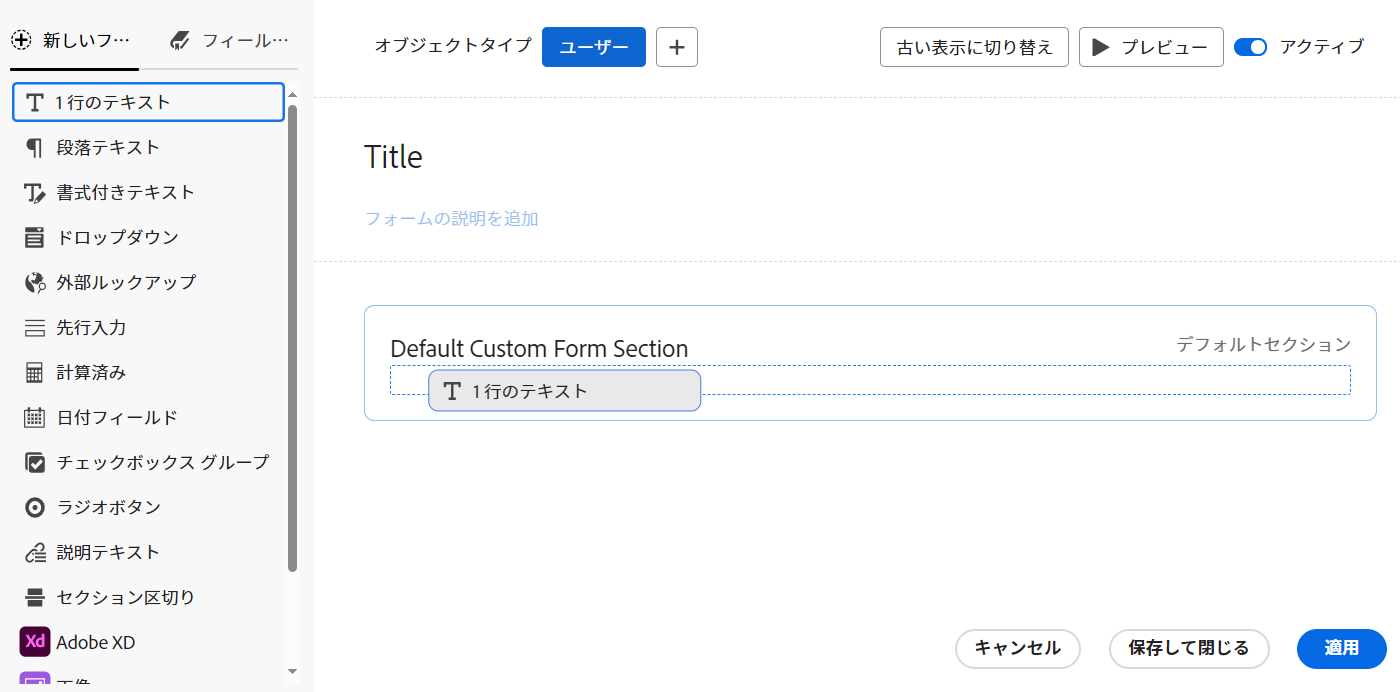 新しいフ…
フィール…
1 行のテキスト
段落テキスト
書式付きテキスト
ドロップダウン
外部ルックアップ
先行入力
計算済み
日付フィールド
チェックボックス グループ
ラジオボタン
説明テキスト
セクション区切り
Xd Adobe XD
オブジェクトタイプ
ユーザー
+
古い表示に切り替え
プレビュー
アクティブ
Title
フォームの説明を追加
Default Custom Form Section
デフォルトセクション
1 行のテキスト
キャンセル
保存して閉じる
適用